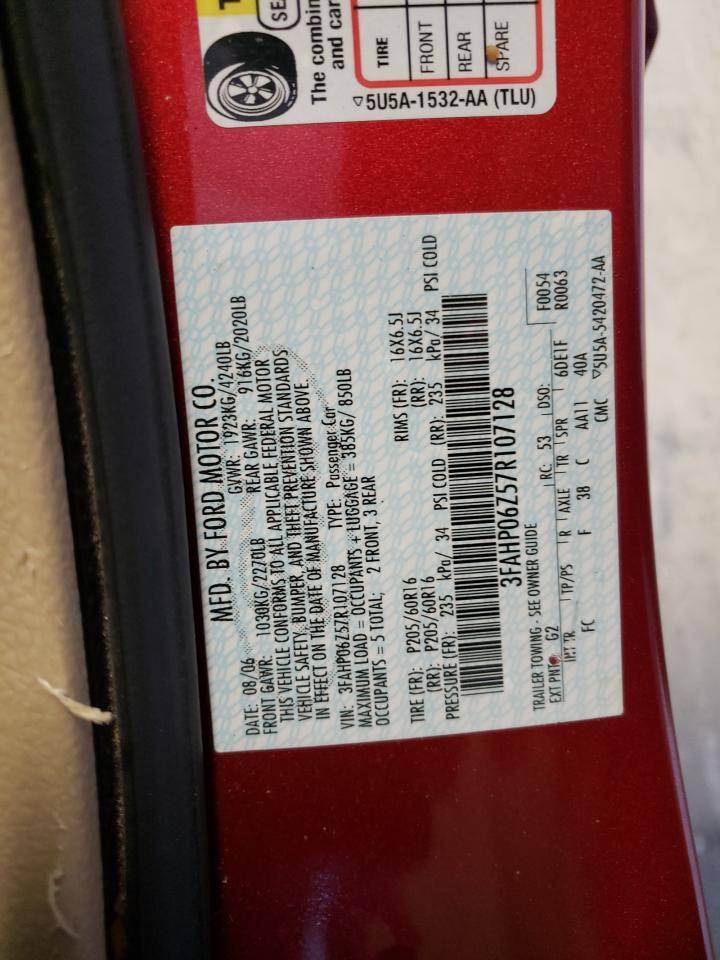 SE
The combin
and car
TIRE
FRONT
REAR
SPARE
5U5A-1532-AA (TLU)
MFD. BY FORD MOTOR CO.
DATE: 08/06 GVWR: 1923KG/4240LB
FRONT GAWR: 1030KG/2270LB REAR GAWR: 916KG/2020LB
THIS VEHICLE CONFORMS TO ALL APPLICABLE FEDERAL MOTOR
VEHICLE SAFETY, BUMPER, AND THEFT PREVENTION STANDARDS
IN EFFECT ON THE DATE OF MANUFACTURE SHOWN ABOVE.
VIN: 3FAHP06Z57R107128 TYPE: Passenger Car
MAXIMUM LOAD = OCCUPANTS + LUGGAGE = 385KG/ 850LB
OCCUPANTS = 5 TOTAL; 2 FRONT, 3 REAR
TIRE (FR): P205/60R16 RIMS (FR): 16X6.5J
(RR): P205/60R16 (RR): 16X6.5J
PRESSURE (FR): 235 kPa/ 34 PSI COLD (RR): 235 kPa/ 34 PSI COLD
3FAHP06Z57R107128
TRAILER TOWING - SEE OWNER GUIDE F0054
EXT PNT: G2 RC: 53 DSO: R0063
INT TR TP/PS R AXLE TR SPR 6DE1F
FC F 38 C AA11 40A
CMC ▽5U5A-5420472-AA